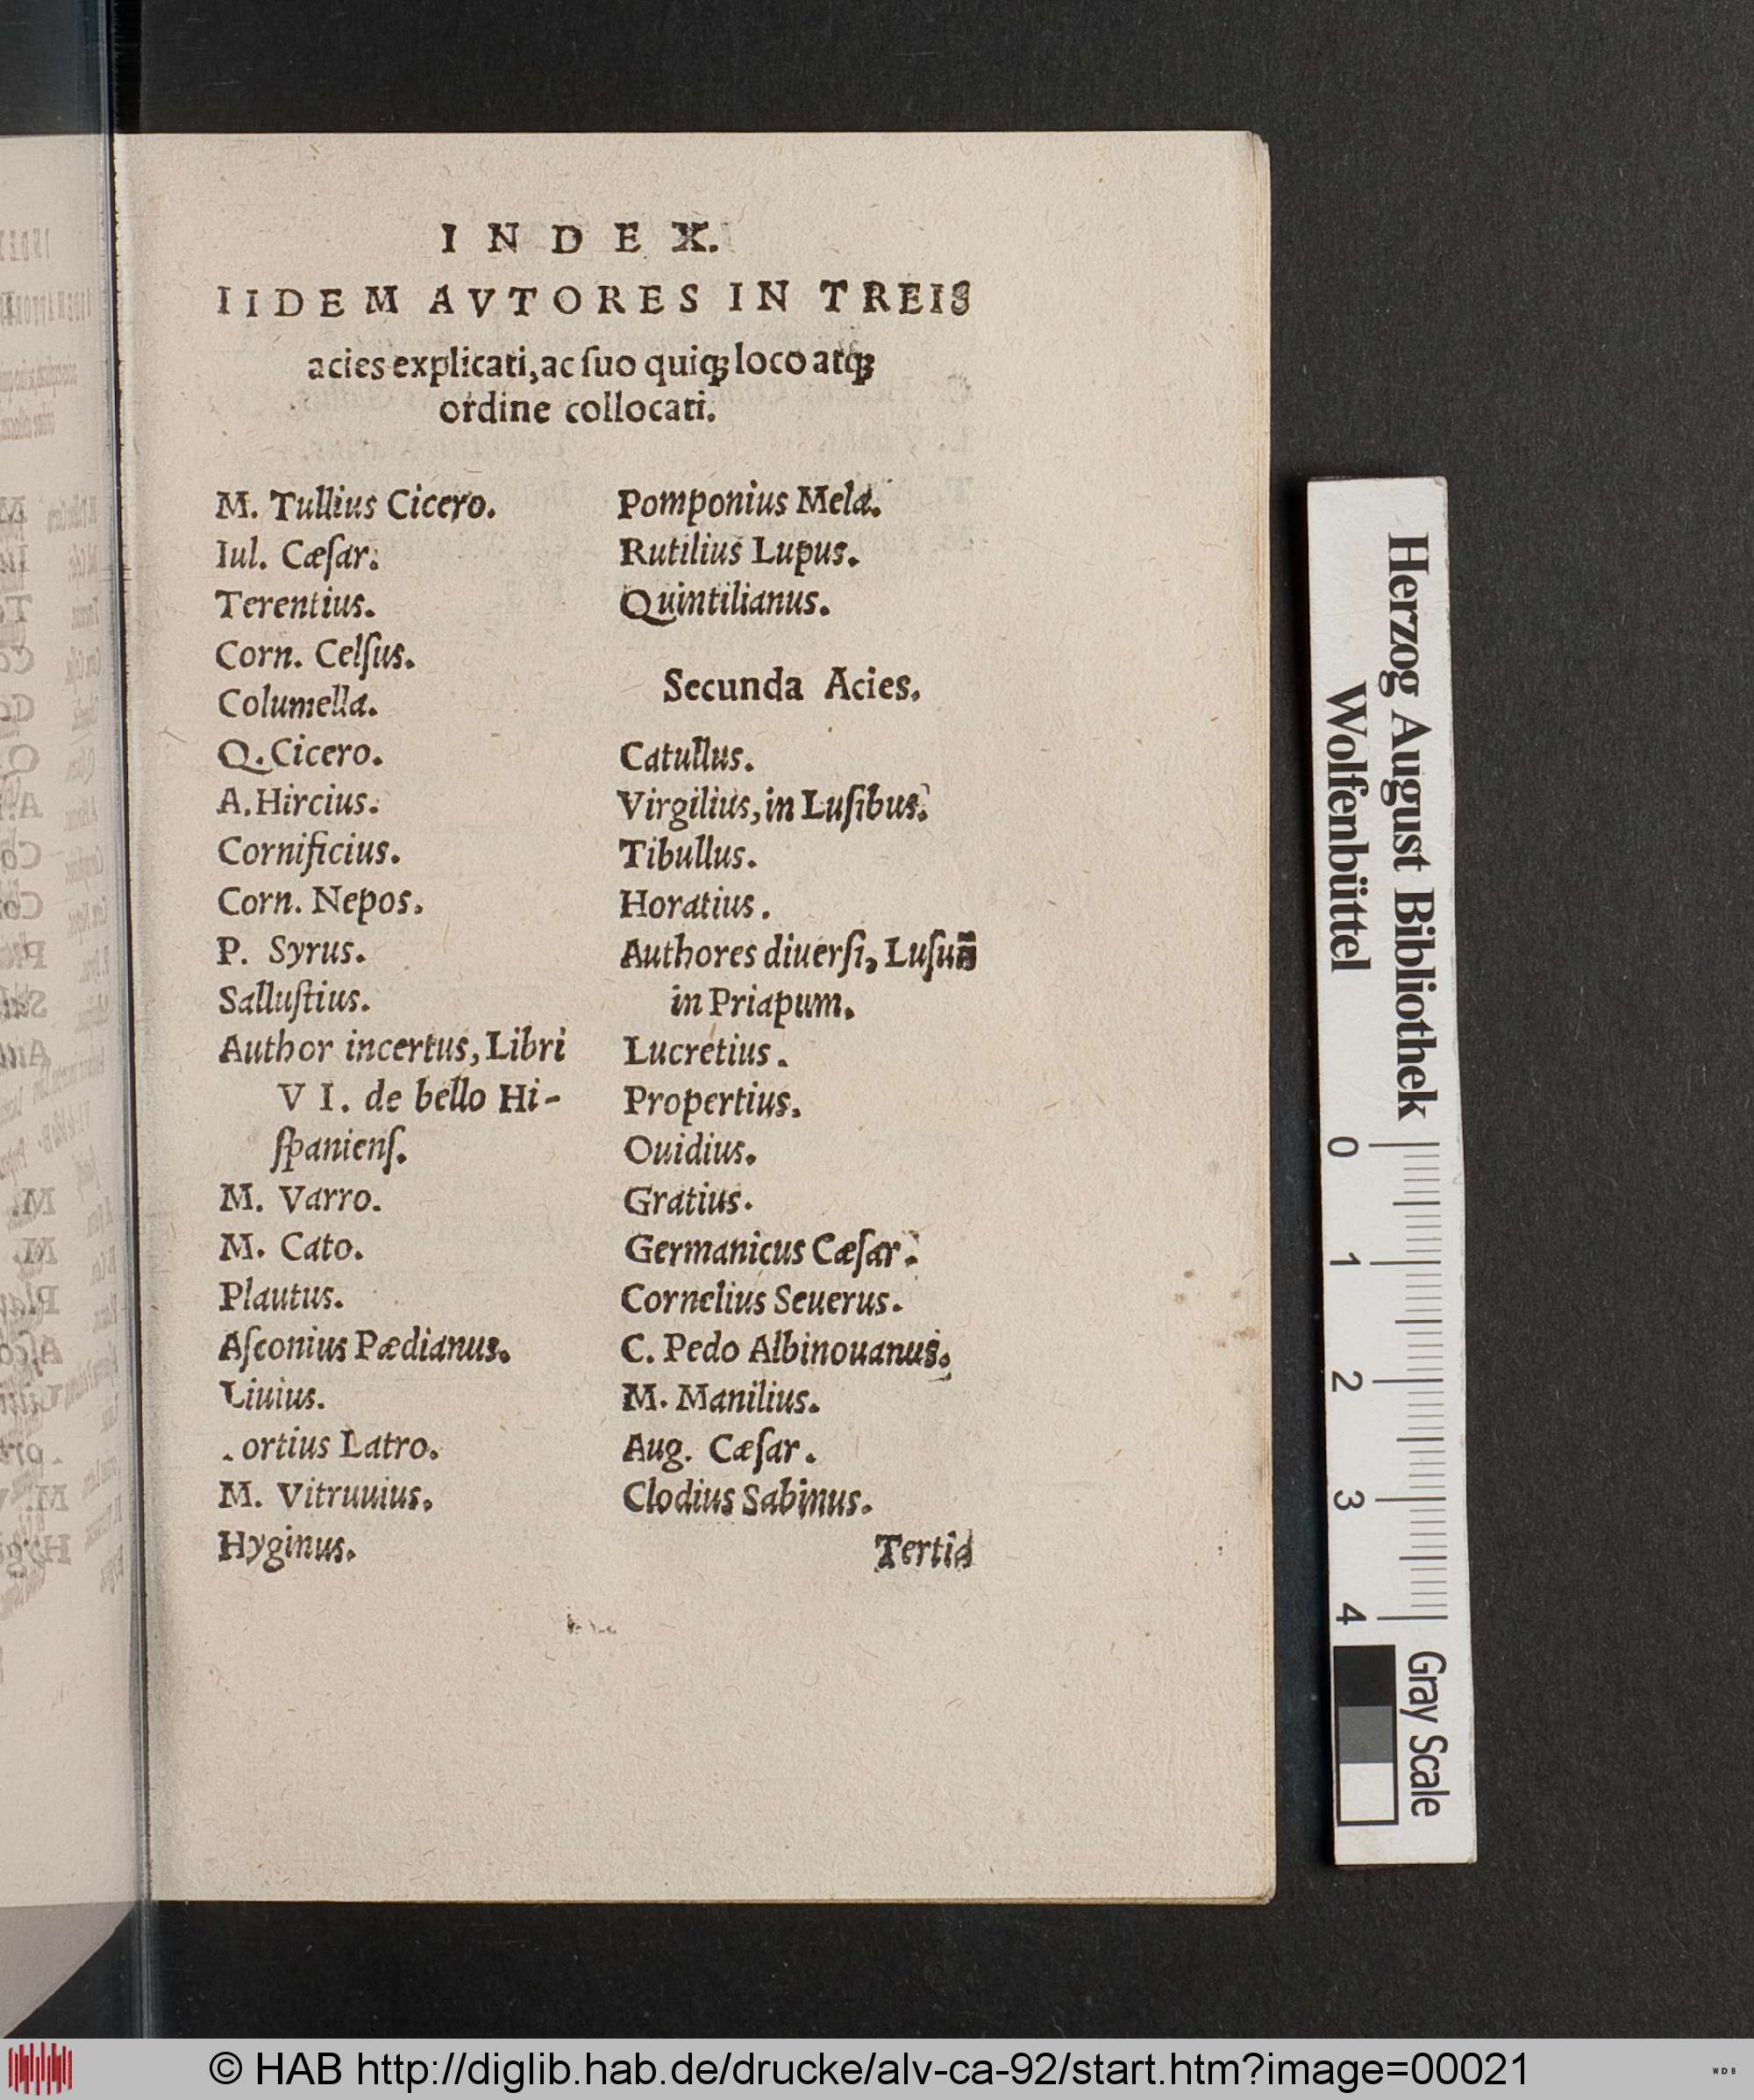 INDEX.
IIDEM AVTORES IN TREIS
acies explicati, ac ſuo quiqꝫ loco atqꝫ
ordine collocati.
M. Tullius Cicero.
Iul. Cæſar.
Terentius.
Corn. Celſus.
Columella.
Q. Cicero.
A. Hircius.
Cornificius.
Corn. Nepos.
P. Syrus.
Salluſtius.
Author incertus, Libri
VI. de bello Hi-
ſpanienſ.
M. Varro.
M. Cato.
Plautus.
Aſconius Pædianus.
Liuius.
.ortius Latro.
M. Vitruuius.
Hyginus.
Pomponius Mela.
Rutilius Lupus.
Quintilianus.
Secunda Acies.
Catullus.
Virgilius, in Luſibus.
Tibullus.
Horatius.
Authores diuerſi, Luſuū
in Priapum.
Lucretius.
Propertius.
Ouidius.
Gratius.
Germanicus Cæſar.
Cornelius Seuerus.
C. Pedo Albinouanus.
M. Manilius.
Aug. Cæſar.
Clodius Sabinus.
Tertia
Herzog August Bibliothek
Wolfenbüttel
0 1 2 3 4
Gray Scale
© HAB http://diglib.hab.de/drucke/alv-ca-92/start.htm?image=00021
WDB